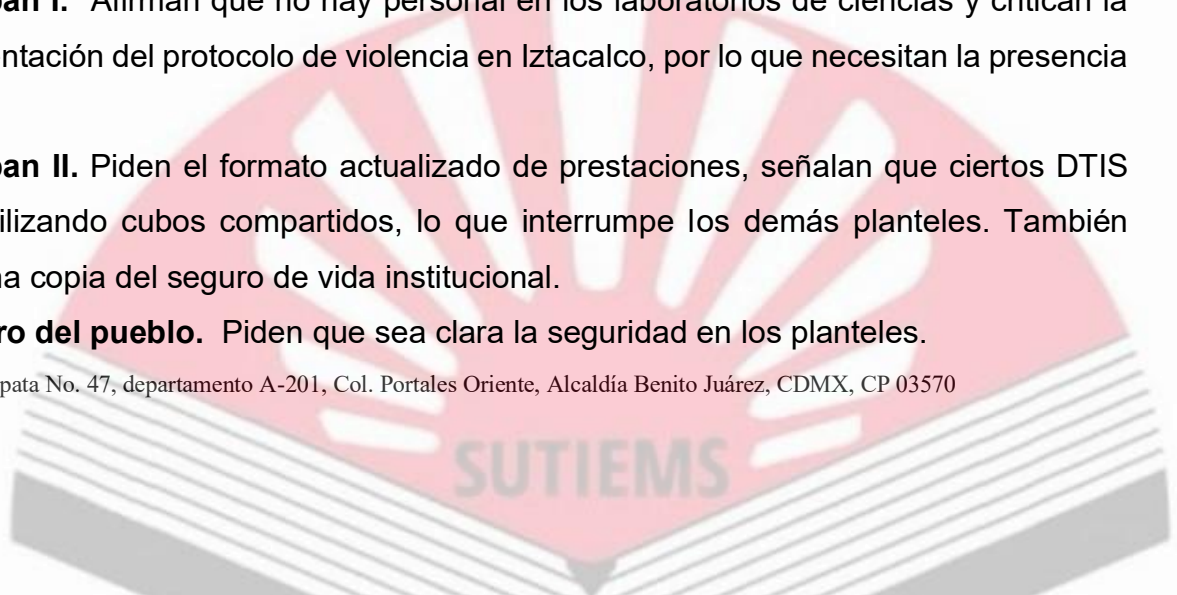 pan I. Afirman que no hay personal en los laboratorios de ciencias y critican la
ntación del protocolo de violencia en Iztacalco, por lo que necesitan la presencia
pan II. Piden el formato actualizado de prestaciones, señalan que ciertos DTIS
ilizando cubos compartidos, lo que interrumpe los demás planteles. También
na copia del seguro de vida institucional.
ro del pueblo. Piden que sea clara la seguridad en los planteles.
pata No. 47, departamento A-201, Col. Portales Oriente, Alcaldía Benito Juárez, CDMX, CP 03570
SUTIEMS